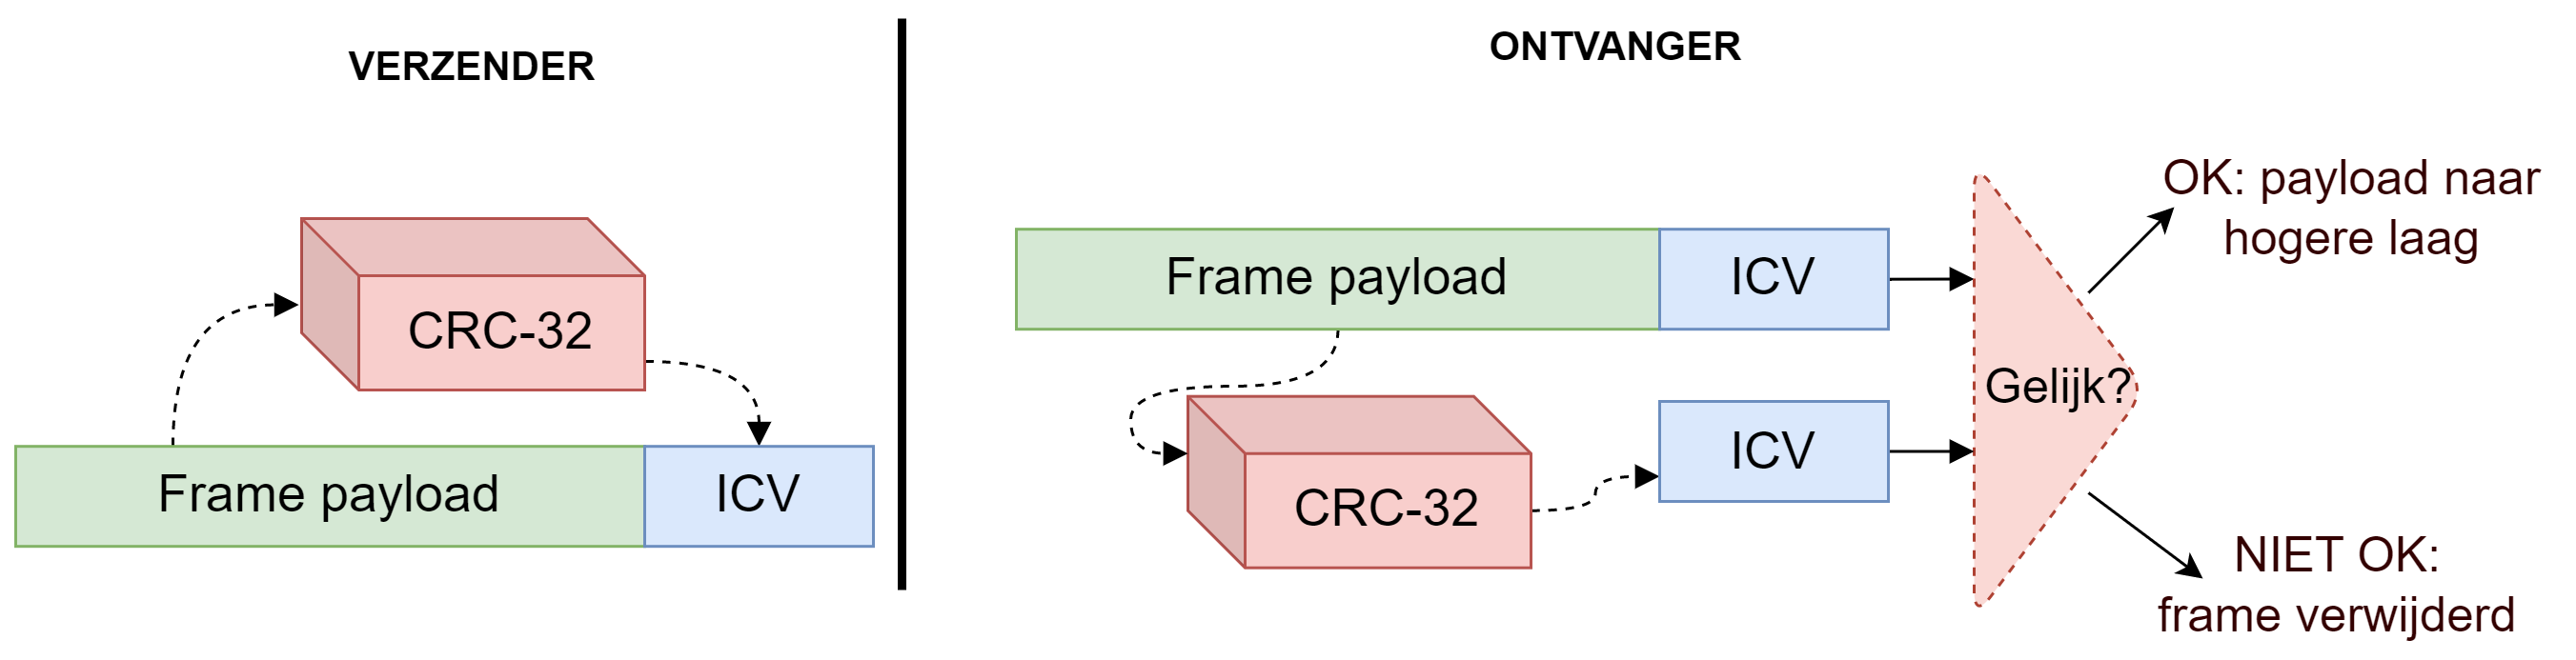 VERZENDER
CRC-32
Frame payload
ICV
ONTVANGER
Frame payload
ICV
CRC-32
ICV
Gelijk?
OK: payload naar
hogere laag
NIET OK:
frame verwijderd